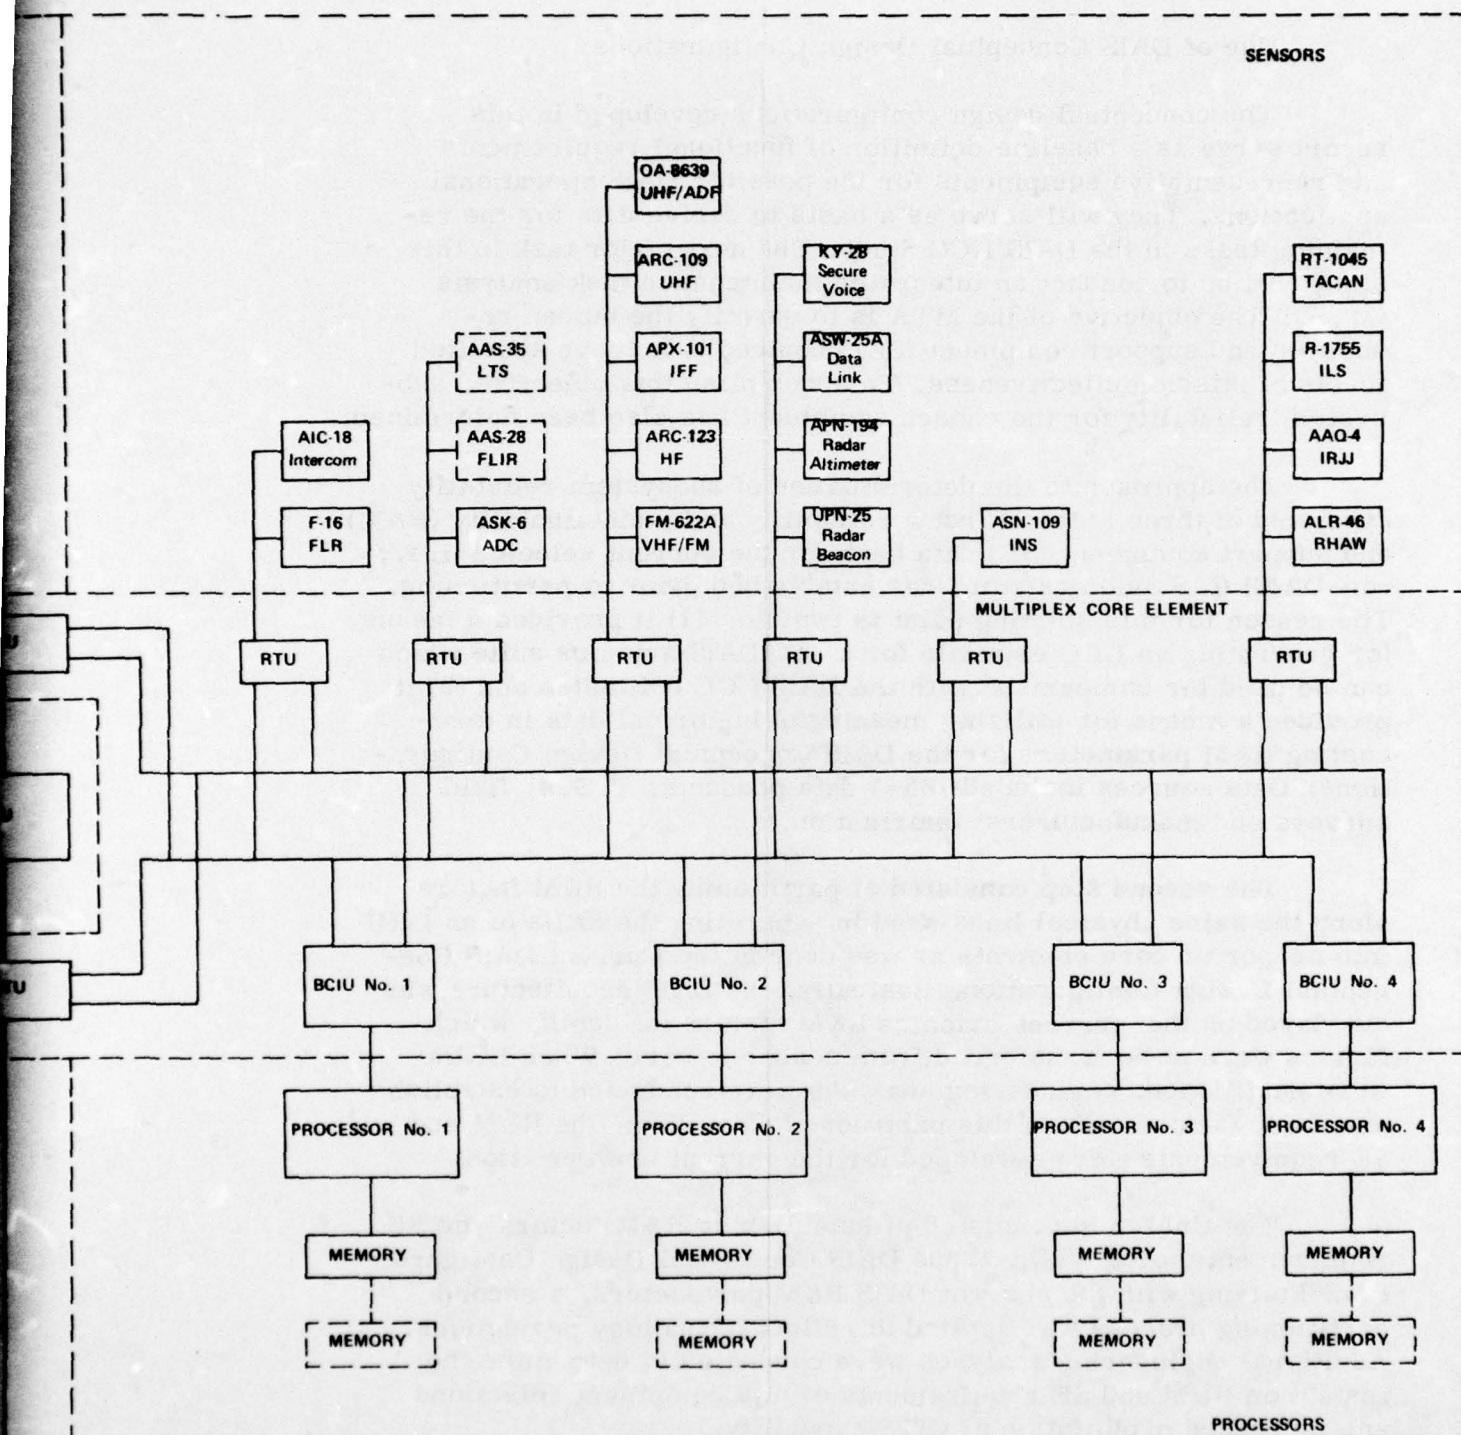 SENSORS
OA-8639
UHF/ADF
ARC-109
UHF
KY-28
Secure
Voice
RT-1045
TACAN
AAS-35
LTS
APX-101
IFF
ASW-25A
Data
Link
R-1755
ILS
AIC-18
Intercom
AAS-28
FLIR
ARC-123
HF
APN-194
Radar
Altimeter
AAQ-4
IRJJ
F-16
FLR
ASK-6
ADC
FM-622A
VHF/FM
UPN-25
Radar
Beacon
ASN-109
INS
ALR-46
RHAW
MULTIPLEX CORE ELEMENT
RTU
RTU
RTU
RTU
RTU
RTU
BCIU No.
BCIU No. 2
BCIU No. 3
BCIU No. 4
PROCESSOR No. 1
PROCESSOR No. 2
PROCESSOR No. 3
PROCESSOR No. 4
MEMORY
MEMORY
MEMORY
MEMORY
MEMORY
MEMORY
MEMORY
MEMORY
PROCESSORS